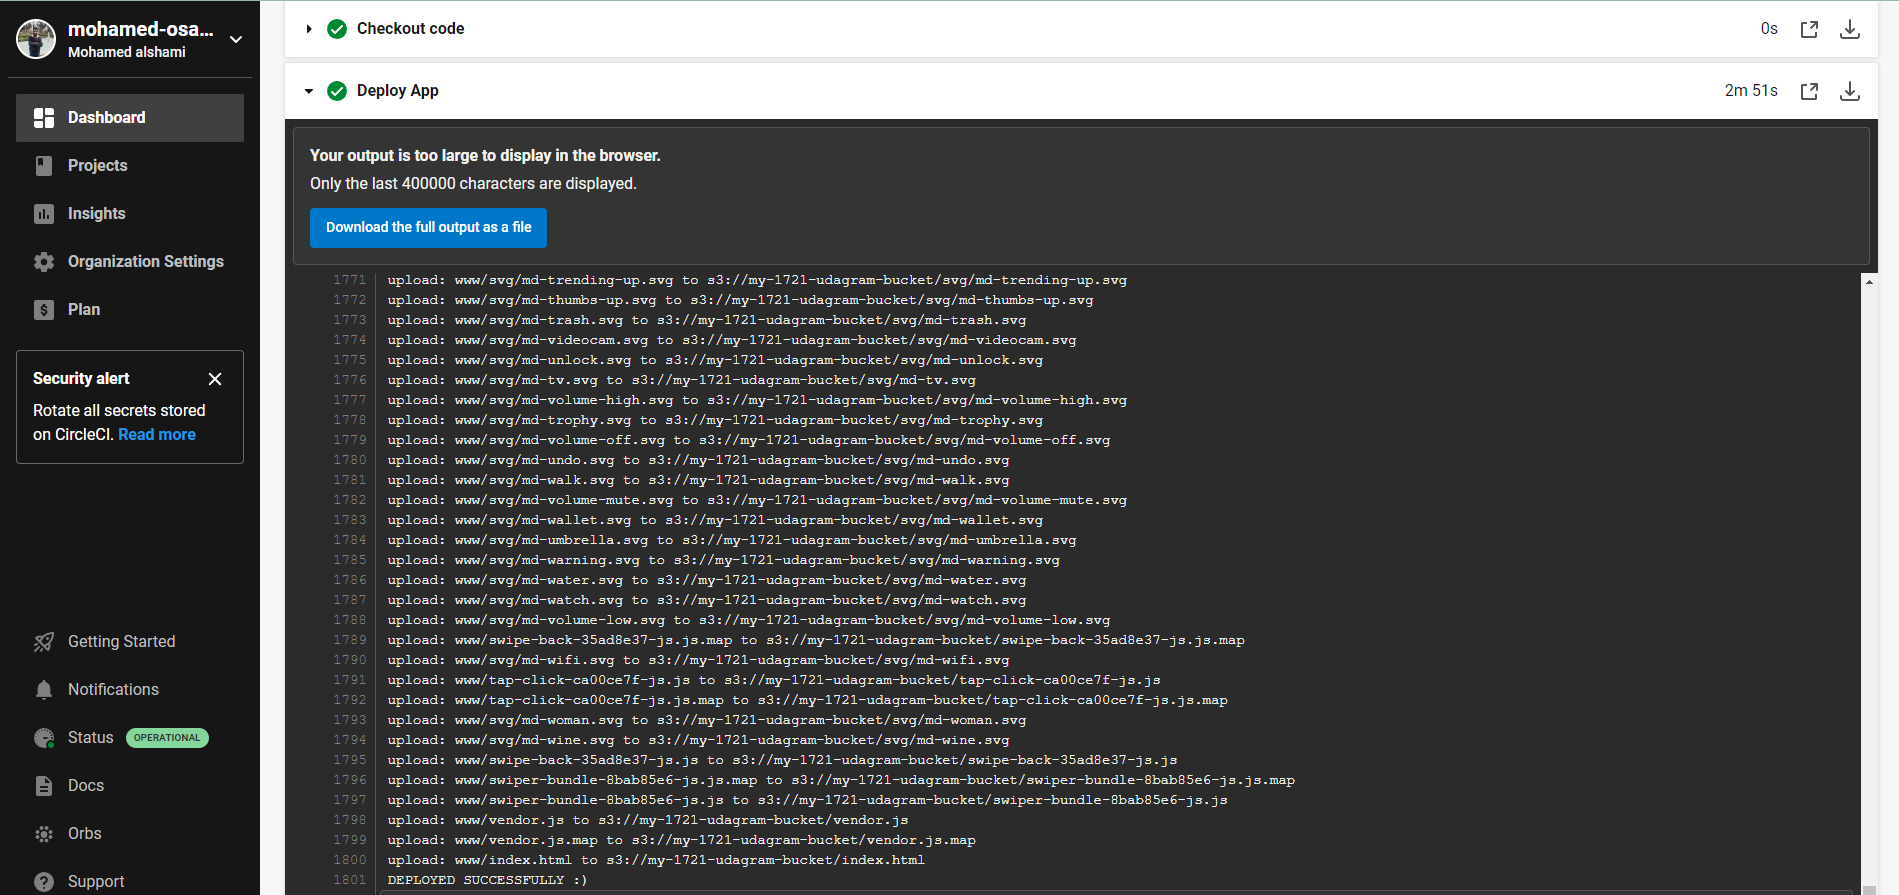 mohamed-osa...
Mohamed alshami
Dashboard
Projects
Insights
Organization Settings
Plan
Security alert
Rotate all secrets stored
on CircleCI. Read more
Getting Started
Notifications
Status OPERATIONAL
Docs
Orbs
Support
Checkout code 0s
Deploy App 2m 51s
Your output is too large to display in the browser.
Only the last 400000 characters are displayed.
Download the full output as a file
1771 upload: www/svg/md-trending-up.svg to s3://my-1721-udagram-bucket/svg/md-trending-up.svg
1772 upload: www/svg/md-thumbs-up.svg to s3://my-1721-udagram-bucket/svg/md-thumbs-up.svg
1773 upload: www/svg/md-trash.svg to s3://my-1721-udagram-bucket/svg/md-trash.svg
1774 upload: www/svg/md-videocam.svg to s3://my-1721-udagram-bucket/svg/md-videocam.svg
1775 upload: www/svg/md-unlock.svg to s3://my-1721-udagram-bucket/svg/md-unlock.svg
1776 upload: www/svg/md-tv.svg to s3://my-1721-udagram-bucket/svg/md-tv.svg
1777 upload: www/svg/md-volume-high.svg to s3://my-1721-udagram-bucket/svg/md-volume-high.svg
1778 upload: www/svg/md-trophy.svg to s3://my-1721-udagram-bucket/svg/md-trophy.svg
1779 upload: www/svg/md-volume-off.svg to s3://my-1721-udagram-bucket/svg/md-volume-off.svg
1780 upload: www/svg/md-undo.svg to s3://my-1721-udagram-bucket/svg/md-undo.svg
1781 upload: www/svg/md-walk.svg to s3://my-1721-udagram-bucket/svg/md-walk.svg
1782 upload: www/svg/md-volume-mute.svg to s3://my-1721-udagram-bucket/svg/md-volume-mute.svg
1783 upload: www/svg/md-wallet.svg to s3://my-1721-udagram-bucket/svg/md-wallet.svg
1784 upload: www/svg/md-umbrella.svg to s3://my-1721-udagram-bucket/svg/md-umbrella.svg
1785 upload: www/svg/md-warning.svg to s3://my-1721-udagram-bucket/svg/md-warning.svg
1786 upload: www/svg/md-water.svg to s3://my-1721-udagram-bucket/svg/md-water.svg
1787 upload: www/svg/md-watch.svg to s3://my-1721-udagram-bucket/svg/md-watch.svg
1788 upload: www/svg/md-volume-low.svg to s3://my-1721-udagram-bucket/svg/md-volume-low.svg
1789 upload: www/swipe-back-35ad8e37-js.js.map to s3://my-1721-udagram-bucket/swipe-back-35ad8e37-js.js.map
1790 upload: www/svg/md-wifi.svg to s3://my-1721-udagram-bucket/svg/md-wifi.svg
1791 upload: www/tap-click-ca00ce7f-js.js to s3://my-1721-udagram-bucket/tap-click-ca00ce7f-js.js
1792 upload: www/tap-click-ca00ce7f-js.js.map to s3://my-1721-udagram-bucket/tap-click-ca00ce7f-js.js.map
1793 upload: www/svg/md-woman.svg to s3://my-1721-udagram-bucket/svg/md-woman.svg
1794 upload: www/svg/md-wine.svg to s3://my-1721-udagram-bucket/svg/md-wine.svg
1795 upload: www/swipe-back-35ad8e37-js.js to s3://my-1721-udagram-bucket/swipe-back-35ad8e37-js.js
1796 upload: www/swiper-bundle-8bab85e6-js.js.map to s3://my-1721-udagram-bucket/swiper-bundle-8bab85e6-js.js.map
1797 upload: www/swiper-bundle-8bab85e6-js.js to s3://my-1721-udagram-bucket/swiper-bundle-8bab85e6-js.js
1798 upload: www/vendor.js to s3://my-1721-udagram-bucket/vendor.js
1799 upload: www/vendor.js.map to s3://my-1721-udagram-bucket/vendor.js.map
1800 upload: www/index.html to s3://my-1721-udagram-bucket/index.html
1801 DEPLOYED SUCCESSFULLY :)